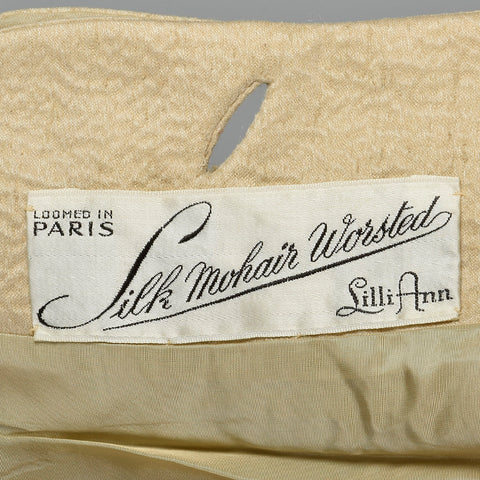 LOOMED IN
PARIS
Silk Mohair Worsted
Lilli Ann